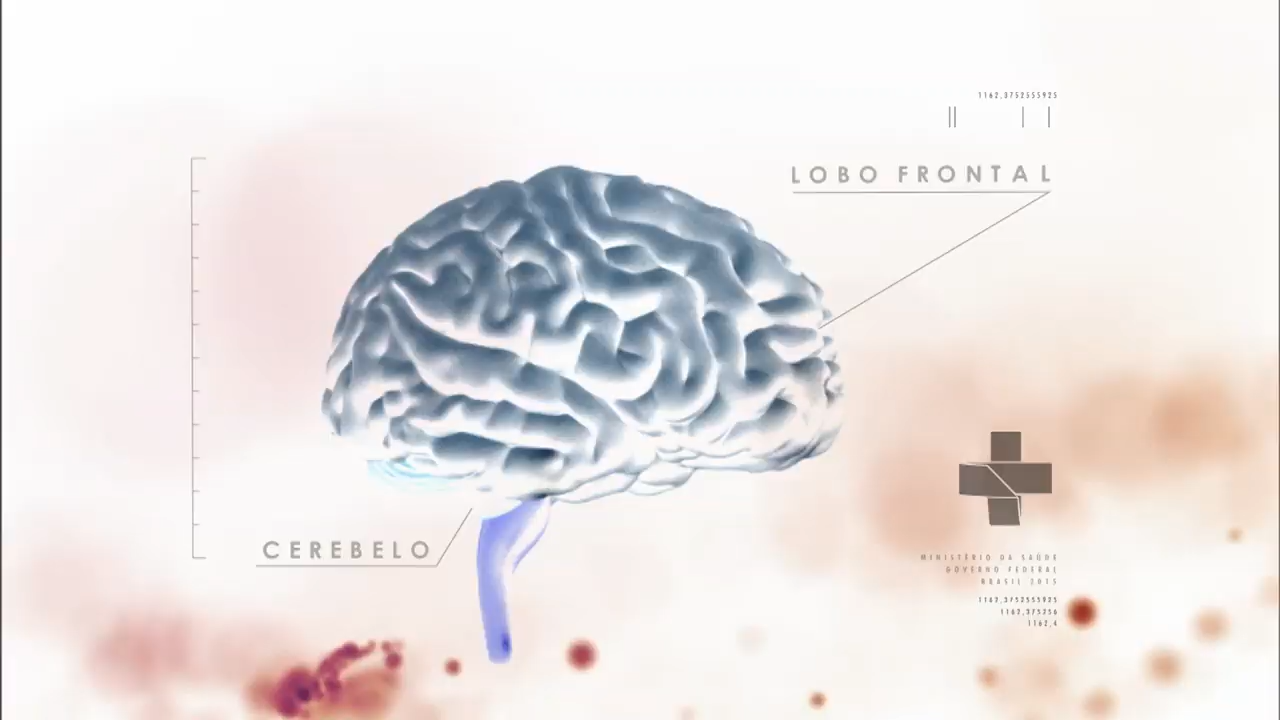 1162,3752555925
LOBO FRONTAL
CEREBELO
MINISTÉRIO DA SAÚDE
GOVERNO FEDERAL
BRASIL 2015
1162,3752555925
1162,375256
1162,4